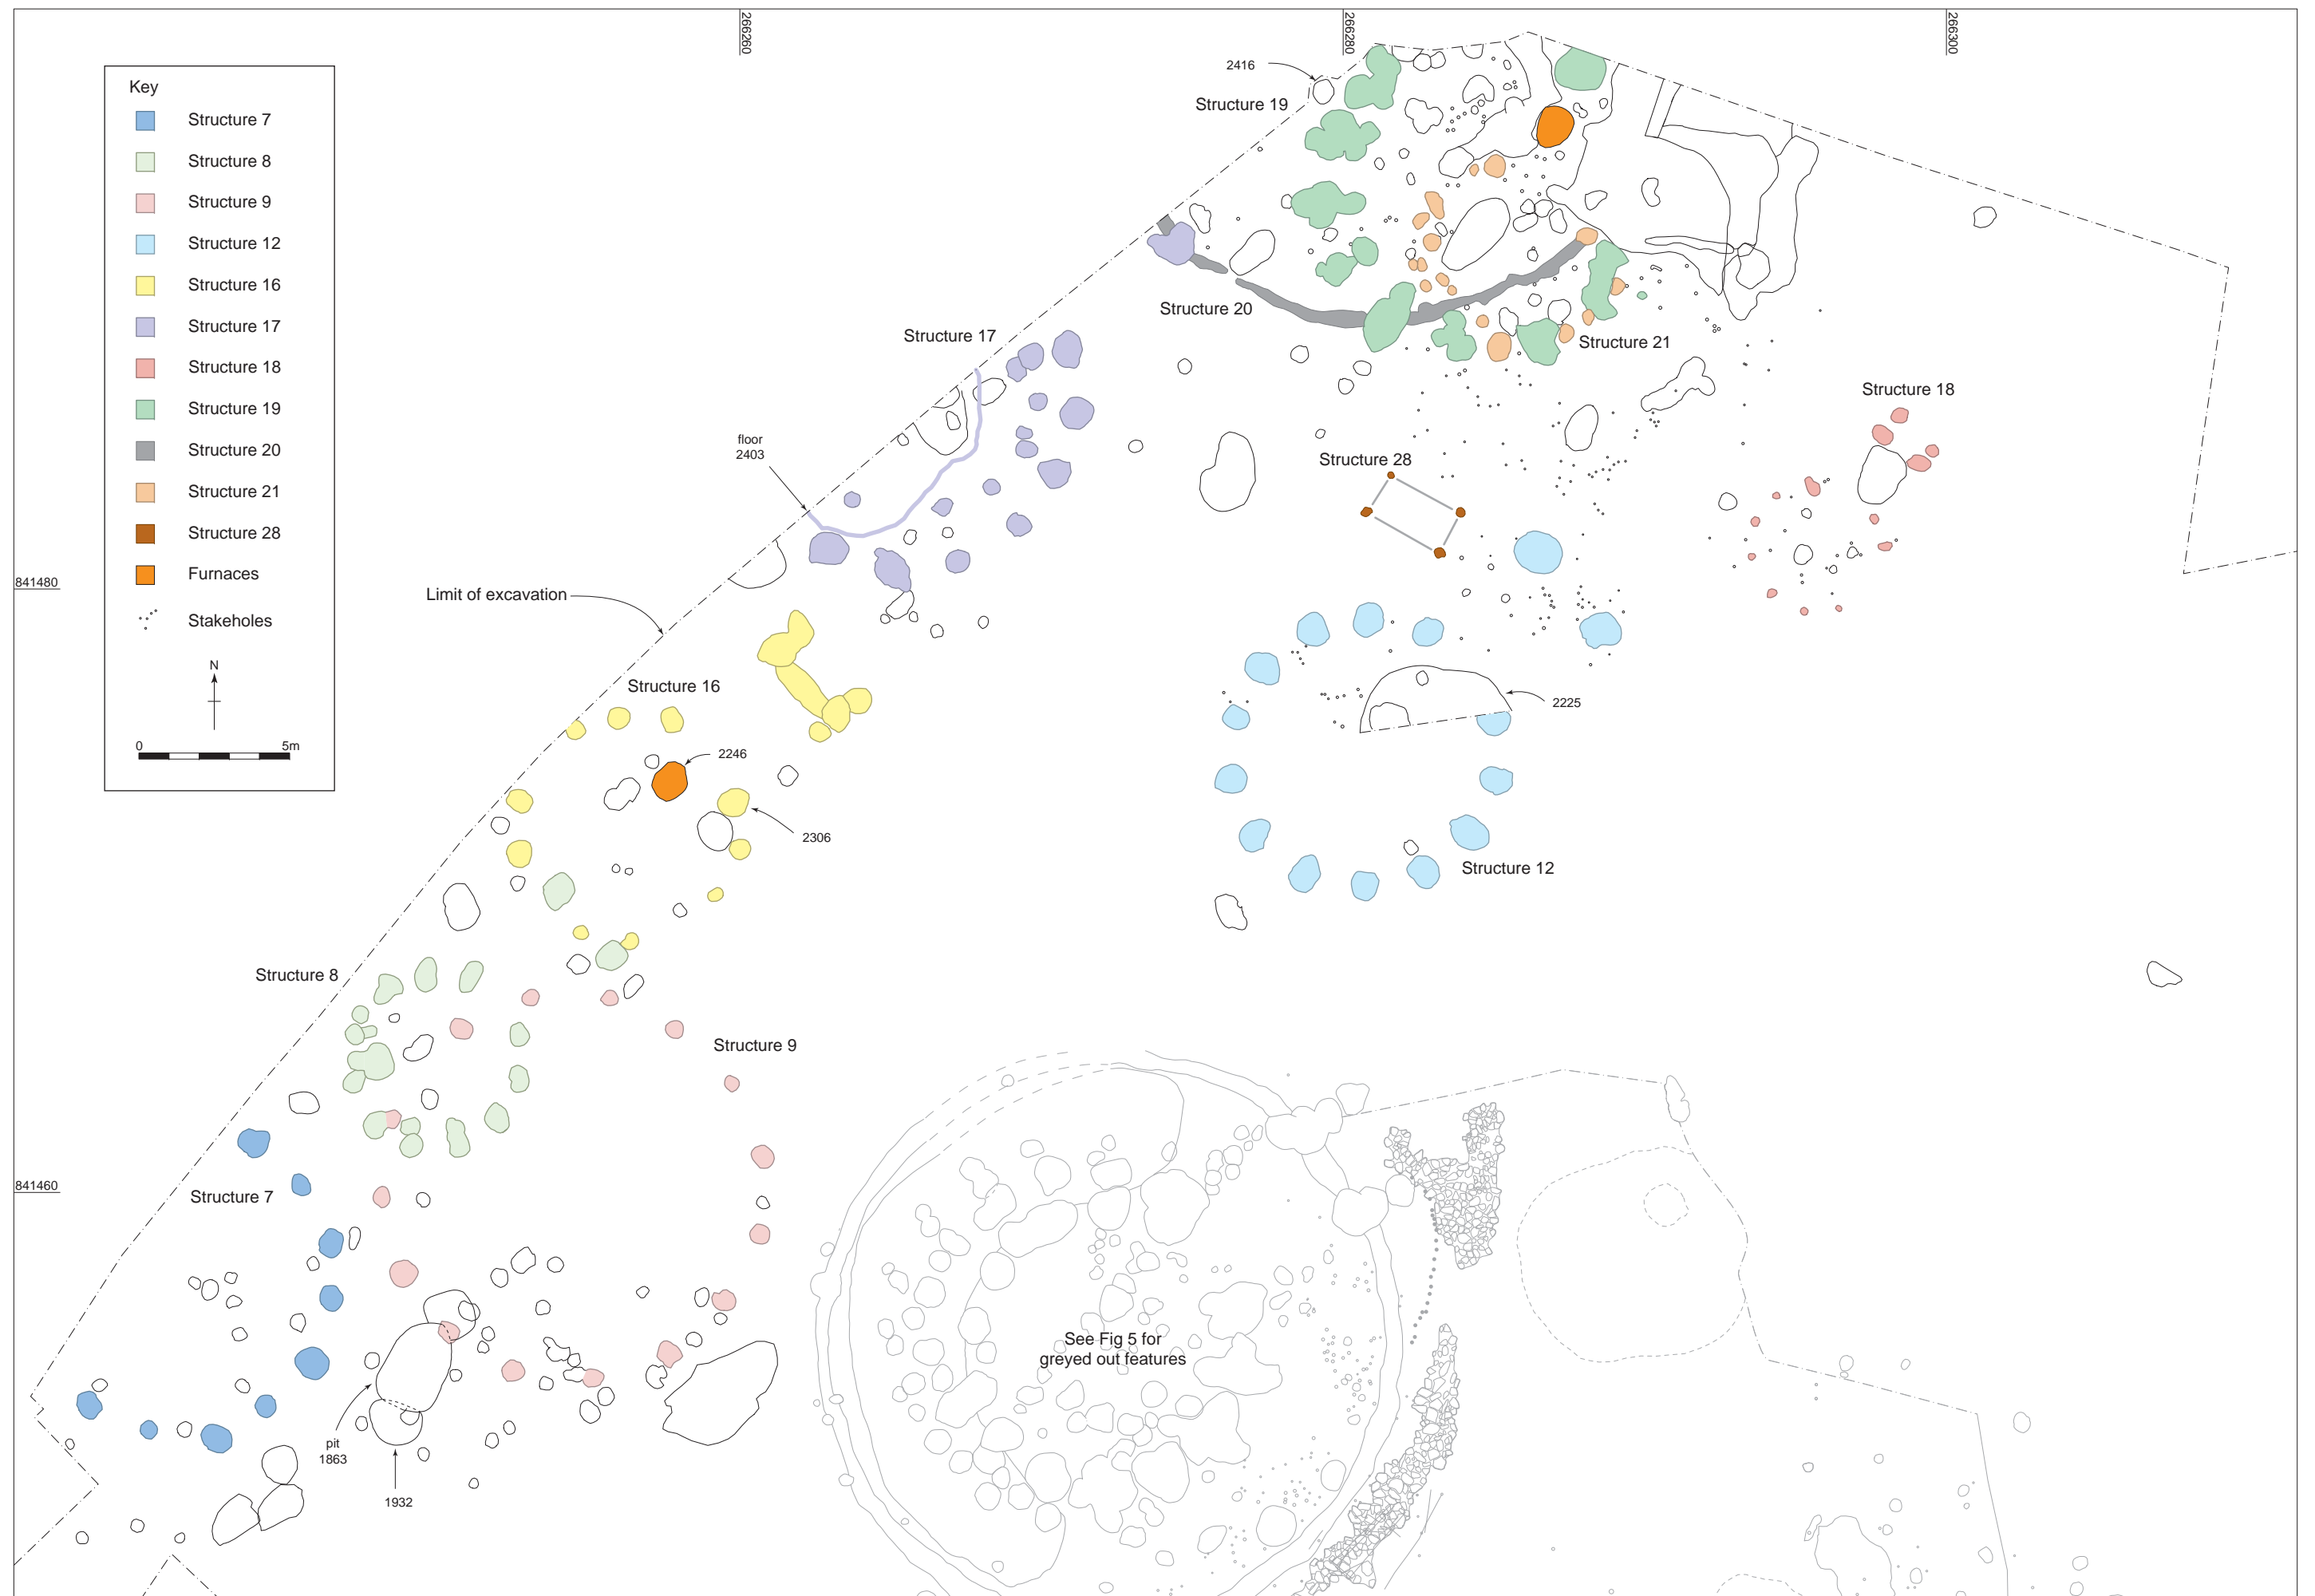 266260
266280
266300
Key
Structure 7
Structure 8
Structure 9
Structure 12
Structure 16
Structure 17
Structure 18
Structure 19
Structure 20
Structure 21
Structure 28
Furnaces
Stakeholes
N
0 5m
2416
Structure 19
Structure 20
Structure 21
Structure 17
Structure 18
floor
2403
Structure 28
841480
Limit of excavation
Structure 16
2225
2246
2306
Structure 12
Structure 8
Structure 9
841460
Structure 7
See Fig 5 for
greyed out features
pit
1863
1932